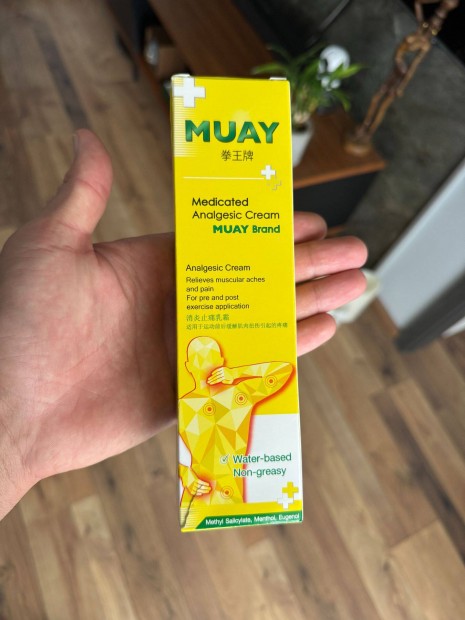 MUAY
拳王牌
Medicated
Analgesic Cream
MUAY Brand
Analgesic Cream
Relieves muscular aches
and pain
For pre and post
exercise application
消炎止痛乳霜
Water-based
Non-greasy
Methyl Salicylate, Menthol, Eugenol